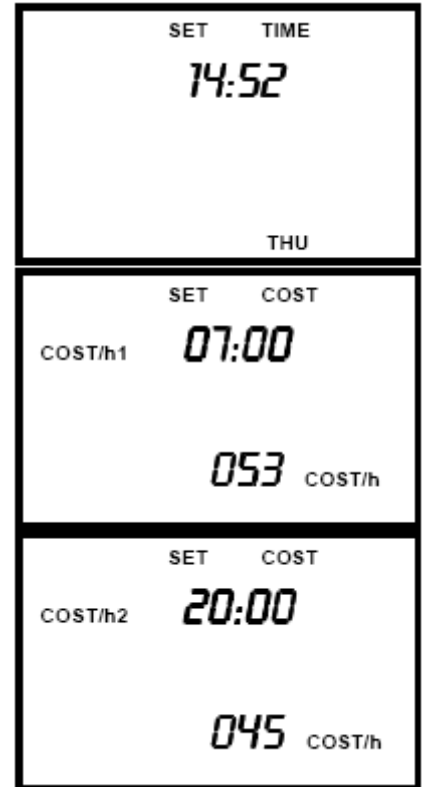 SET TIME
14:52
THU
SET COST
COST/h1 07:00
053 COST/h
SET COST
COST/h2 20:00
045 COST/h